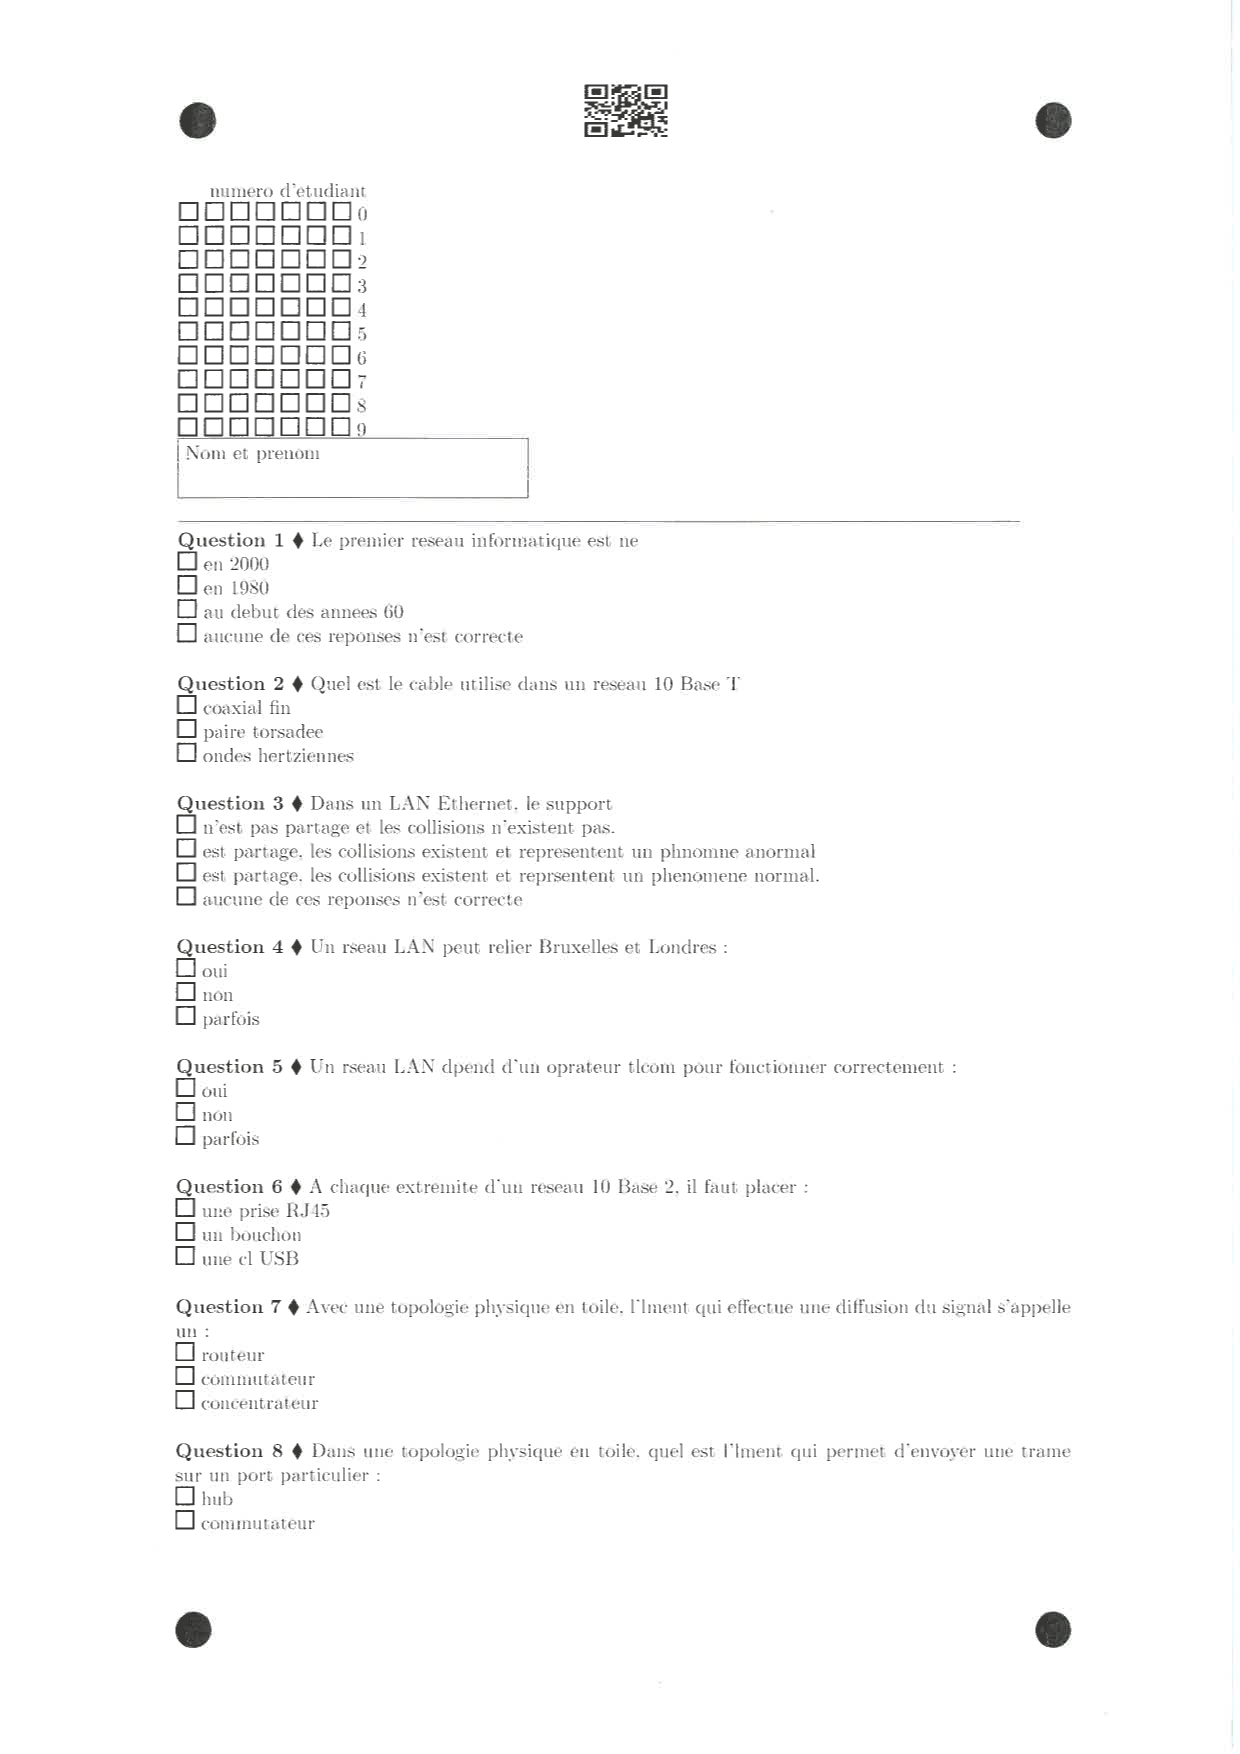 numero d'etudiant
0
1
2
3
4
5
6
7
8
9
Nom et prenom
Question 1 ♦ Le premier reseau informatique est ne
en 2000
en 1980
au debut des annees 60
aucune de ces reponses n'est correcte
Question 2 ♦ Quel est le cable utilise dans un reseau 10 Base T
coaxial fin
paire torsadee
ondes hertziennes
Question 3 ♦ Dans un LAN Ethernet, le support
n'est pas partage et les collisions n'existent pas.
est partage, les collisions existent et representent un phnomne anormal
est partage, les collisions existent et reprsentent un phenomene normal.
aucune de ces reponses n'est correcte
Question 4 ♦ Un rseau LAN peut relier Bruxelles et Londres :
oui
non
parfois
Question 5 ♦ Un rseau LAN dpend d'un oprateur tlcom pour fonctionner correctement :
oui
non
parfois
Question 6 ♦ A chaque extremite d'un reseau 10 Base 2, il faut placer :
une prise RJ45
un bouchon
une cl USB
Question 7 ♦ Avec une topologie physique en toile, l'lment qui effectue une diffusion du signal s'appelle
un :
routeur
commutateur
concentrateur
Question 8 ♦ Dans une topologie physique en toile, quel est l'lment qui permet d'envoyer une trame
sur un port particulier :
hub
commutateur